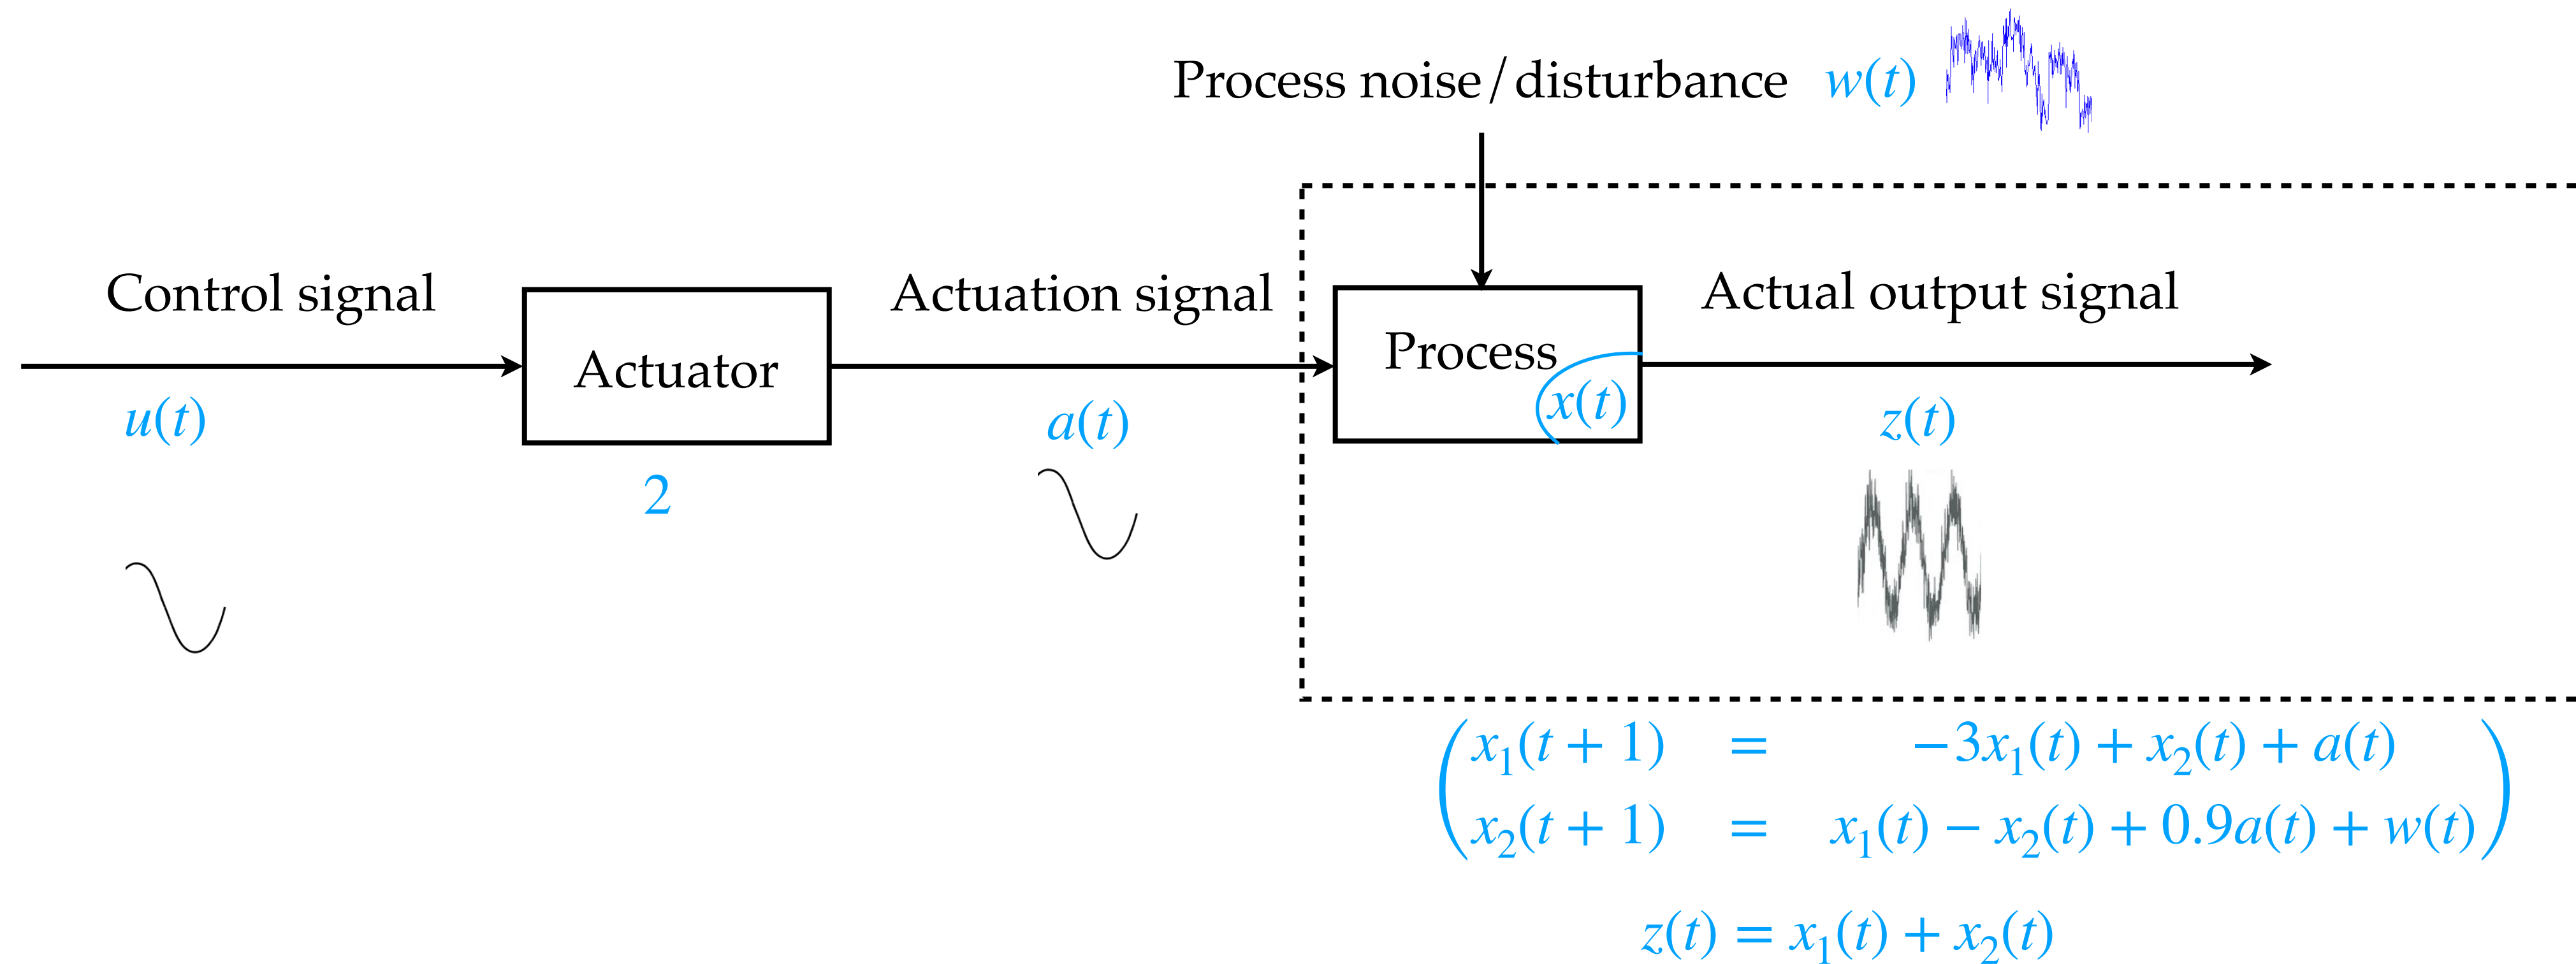 Process noise/disturbance w(t)
Control signal
Actuation signal
Actual output signal
Actuator
Process
x(t)
u(t)
a(t)
z(t)
2
x₁(t + 1) = −3x₁(t) + x₂(t) + a(t)
x₂(t + 1) = x₁(t) − x₂(t) + 0.9a(t) + w(t)
z(t) = x₁(t) + x₂(t)